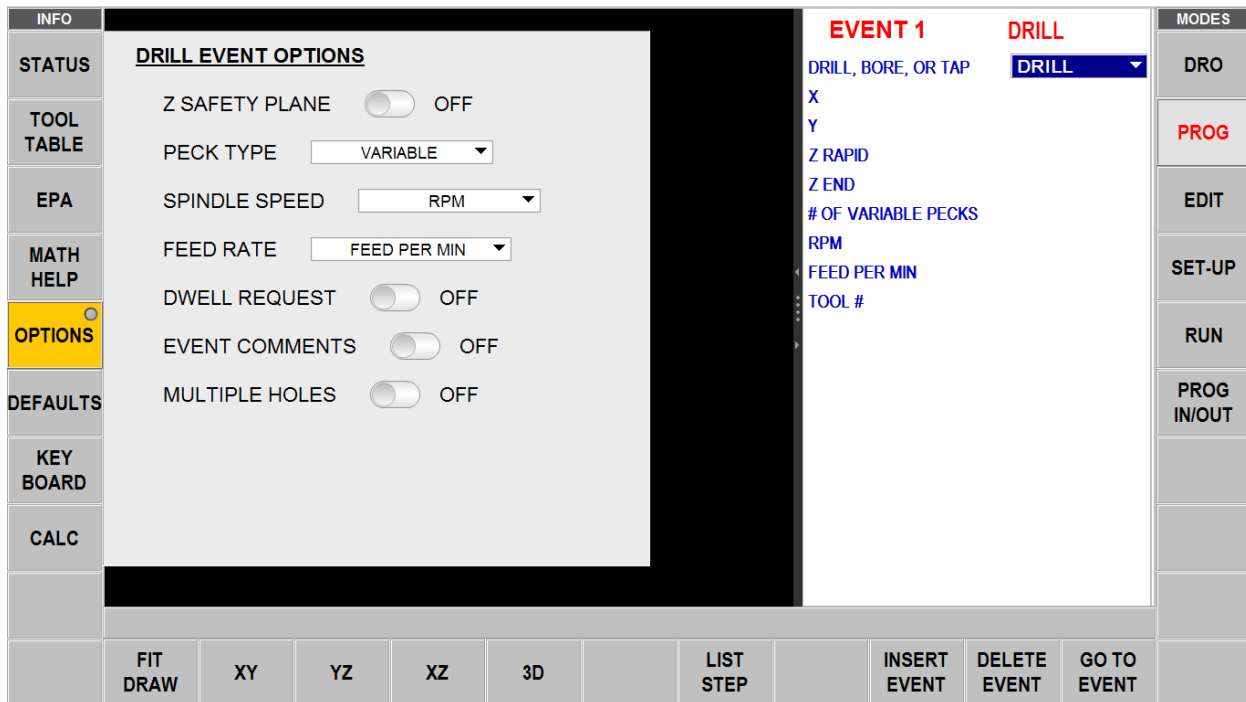 INFO
STATUS
TOOL
TABLE
EPA
MATH
HELP
OPTIONS
DEFAULTS
KEY
BOARD
CALC
DRILL EVENT OPTIONS
Z SAFETY PLANE OFF
PECK TYPE VARIABLE
SPINDLE SPEED RPM
FEED RATE FEED PER MIN
DWELL REQUEST OFF
EVENT COMMENTS OFF
MULTIPLE HOLES OFF
EVENT 1 DRILL
DRILL, BORE, OR TAP DRILL
X
Y
Z RAPID
Z END
# OF VARIABLE PECKS
RPM
FEED PER MIN
TOOL #
MODES
DRO
PROG
EDIT
SET-UP
RUN
PROG
IN/OUT
FIT
DRAW
XY
YZ
XZ
3D
LIST
STEP
INSERT
EVENT
DELETE
EVENT
GO TO
EVENT